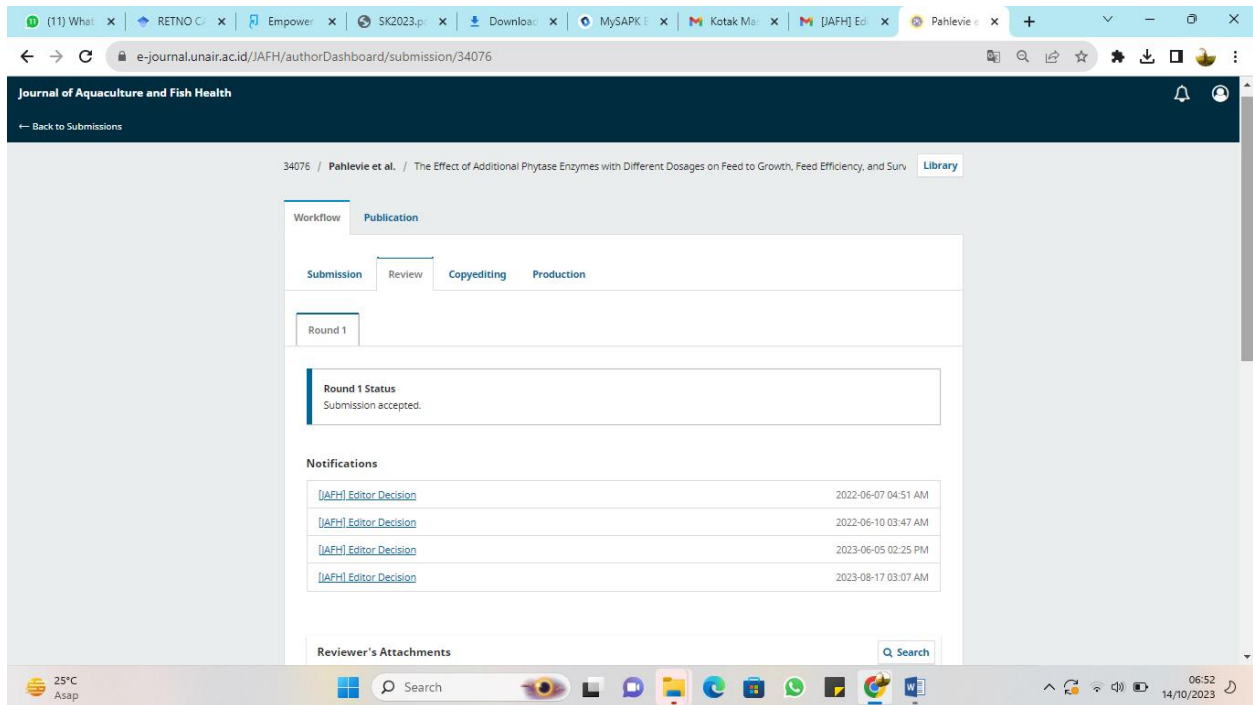 (11) What
RETNO CA
Empower
SK2023.p
Download
MySAPK
Kotak Ma
[JAFH] Ed
Pahlevie e
e-journal.unair.ac.id/JAFH/authorDashboard/submission/34076
Journal of Aquaculture and Fish Health
← Back to Submissions
34076 / Pahlevie et al. / The Effect of Additional Phytase Enzymes with Different Dosages on Feed to Growth, Feed Efficiency, and Surv
Library
Workflow Publication
Submission Review Copyediting Production
Round 1
Round 1 Status
Submission accepted.
Notifications
[JAFH] Editor Decision 2022-06-07 04:51 AM
[JAFH] Editor Decision 2022-06-10 03:47 AM
[JAFH] Editor Decision 2023-06-05 02:25 PM
[JAFH] Editor Decision 2023-08-17 03:07 AM
Reviewer's Attachments
Search
25°C
Asap
Search
06:52
14/10/2023